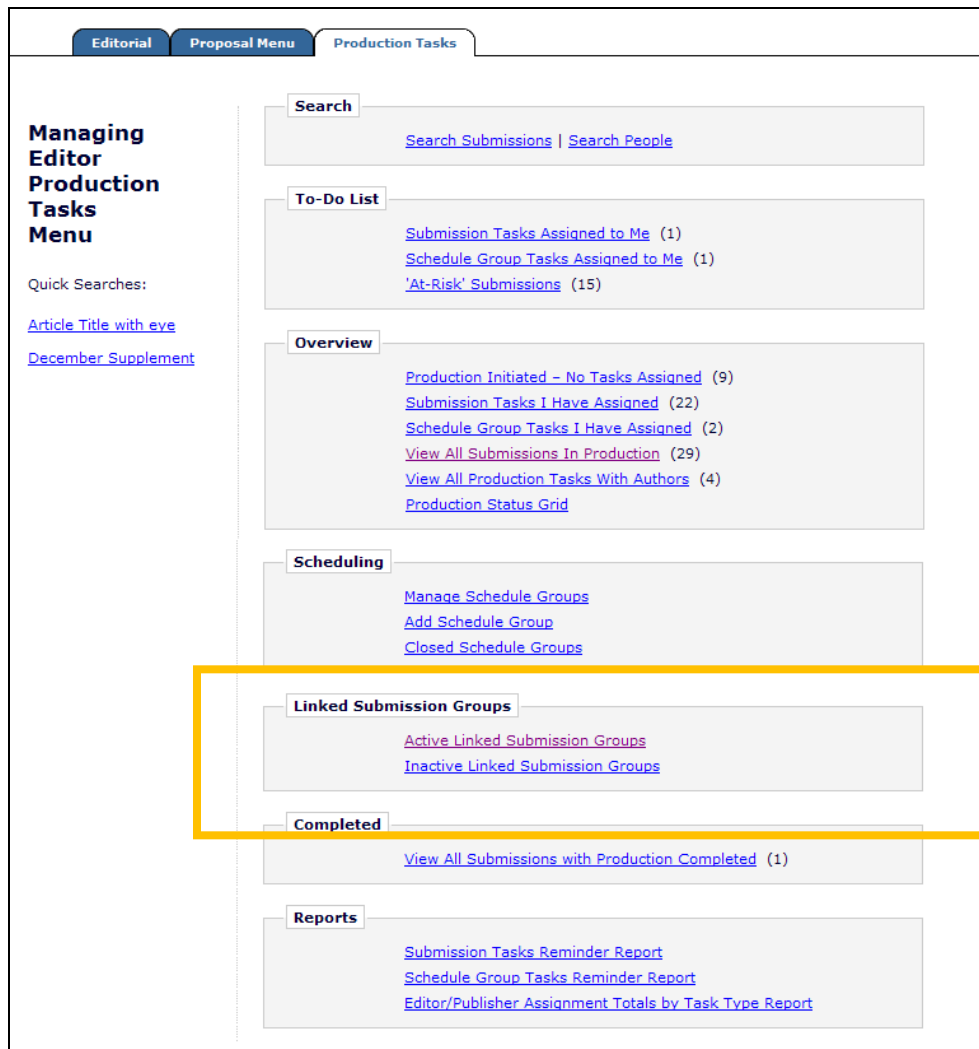 Editorial Proposal Menu Production Tasks
Managing
Editor
Production
Tasks
Menu
Quick Searches:
Article Title with eve
December Supplement
Search
Search Submissions | Search People
To-Do List
Submission Tasks Assigned to Me (1)
Schedule Group Tasks Assigned to Me (1)
'At-Risk' Submissions (15)
Overview
Production Initiated – No Tasks Assigned (9)
Submission Tasks I Have Assigned (22)
Schedule Group Tasks I Have Assigned (2)
View All Submissions In Production (29)
View All Production Tasks With Authors (4)
Production Status Grid
Scheduling
Manage Schedule Groups
Add Schedule Group
Closed Schedule Groups
Linked Submission Groups
Active Linked Submission Groups
Inactive Linked Submission Groups
Completed
View All Submissions with Production Completed (1)
Reports
Submission Tasks Reminder Report
Schedule Group Tasks Reminder Report
Editor/Publisher Assignment Totals by Task Type Report